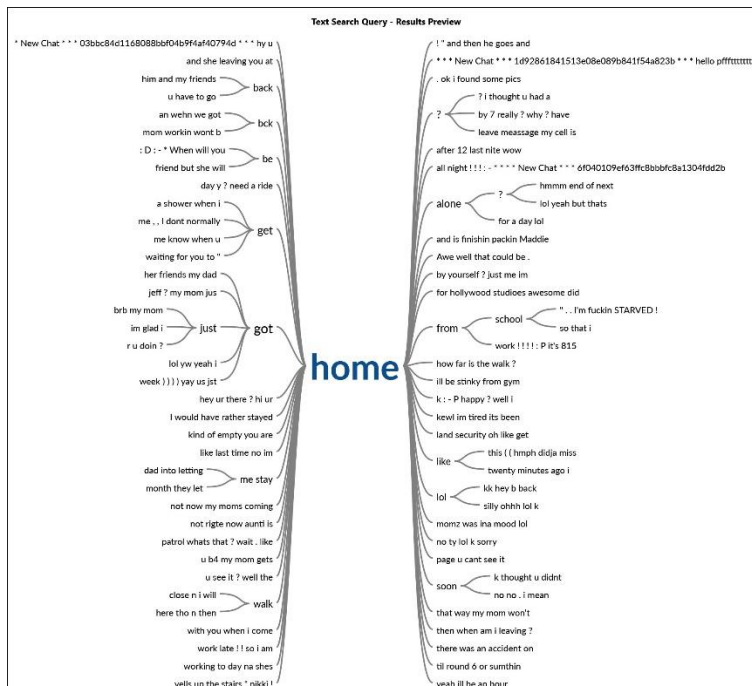 Text Search Query - Results Preview
* New Chat * * * 03bbc84d1168088bbf04b9f4af40794d * * * hy u
and she leaving you at
him and my friends
u have to go
back
an wehn we got
mom workin wont b
bck
: D : - * When will you
friend but she will
be
day y ? need a ride
a shower when i
me , , I dont normally
me know when u
waiting for you to "
get
her friends my dad
jeff ? my mom jus
brb my mom
im glad i
r u doin ?
just
got
lol yw yeah i
week ) ) ) ) yay us jst
hey ur there ? hi ur
I would have rather stayed
kind of empty you are
like last time no im
dad into letting
month they let
me stay
not now my moms coming
not rigte now aunti is
patrol whats that ? wait . like
u b4 my mom gets
u see it ? well the
close n i will
here tho n then
walk
with you when i come
work late ! ! so i am
working to day na shes
yells up the stairs " nikki !
home
! " and then he goes and
* * * New Chat * * * 1d92861841513e08e089b841f54a823b * * * hello pffttttttt
. ok i found some pics
?
? i thought u had a
by 7 really ? why ? have
leave meassage my cell is
after 12 last nite wow
all night ! ! ! : - * * * * New Chat * * * 6f040109ef63ffc8bbbfc8a1304fdd2b
alone
?
hmmm end of next
lol yeah but thats
for a day lol
and is finishin packin Maddie
Awe well that could be .
by yourself ? just me im
for hollywood studioes awesome did
from
school
" . . I'm fuckin STARVED !
so that i
work ! ! ! ! : P it's 815
how far is the walk ?
ill be stinky from gym
k : - P happy ? well i
kewl im tired its been
land security oh like get
like
this ( ( hmph didja miss
twenty minutes ago i
lol
kk hey b back
silly ohhh lol k
momz was ina mood lol
no ty lol k sorry
page u cant see it
soon
k thought u didnt
no no . i mean
that way my mom won't
then when am i leaving ?
there was an accident on
til round 6 or sumthin
yeah ill be an hour